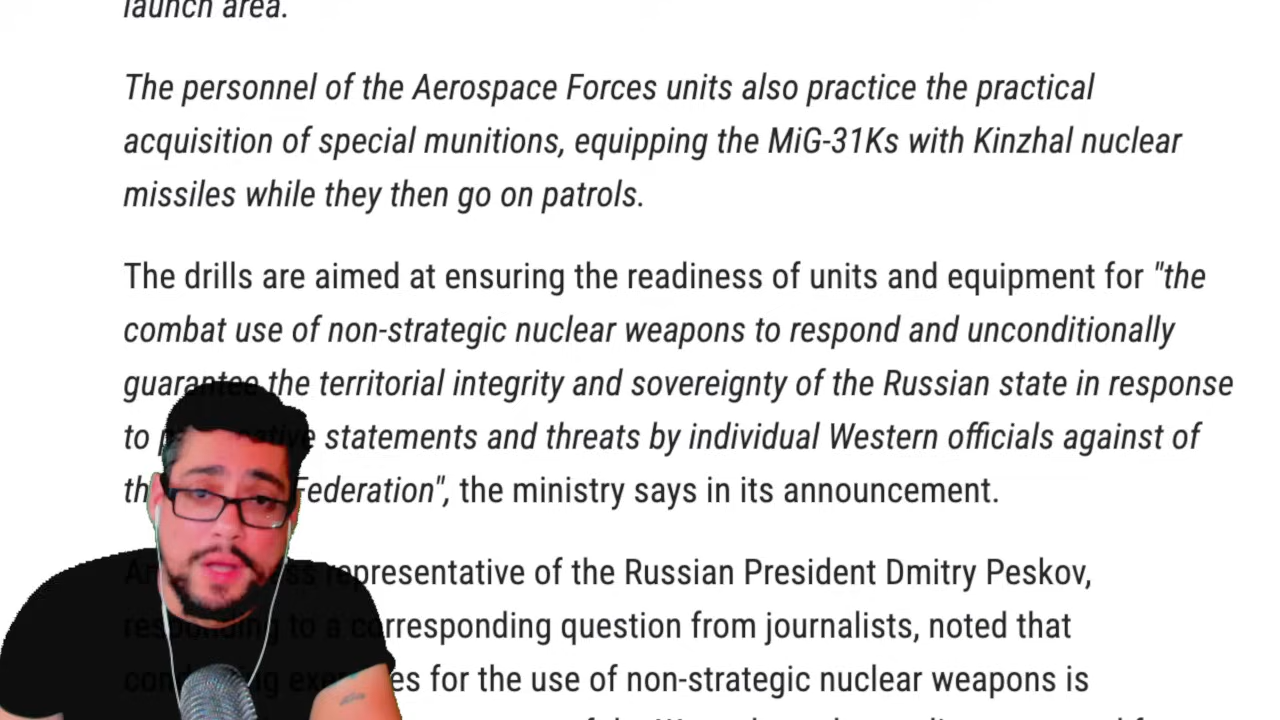 launch area.
The personnel of the Aerospace Forces units also practice the practical
acquisition of special munitions, equipping the MiG-31Ks with Kinzhal nuclear
missiles while they then go on patrols.
The drills are aimed at ensuring the readiness of units and equipment for "the
combat use of non-strategic nuclear weapons to respond and unconditionally
guarantee the territorial integrity and sovereignty of the Russian state in response
to statements and threats by individual Western officials against of
Federation", the ministry says in its announcement.
representative of the Russian President Dmitry Peskov,
responding to a corresponding question from journalists, noted that
for the use of non-strategic nuclear weapons is